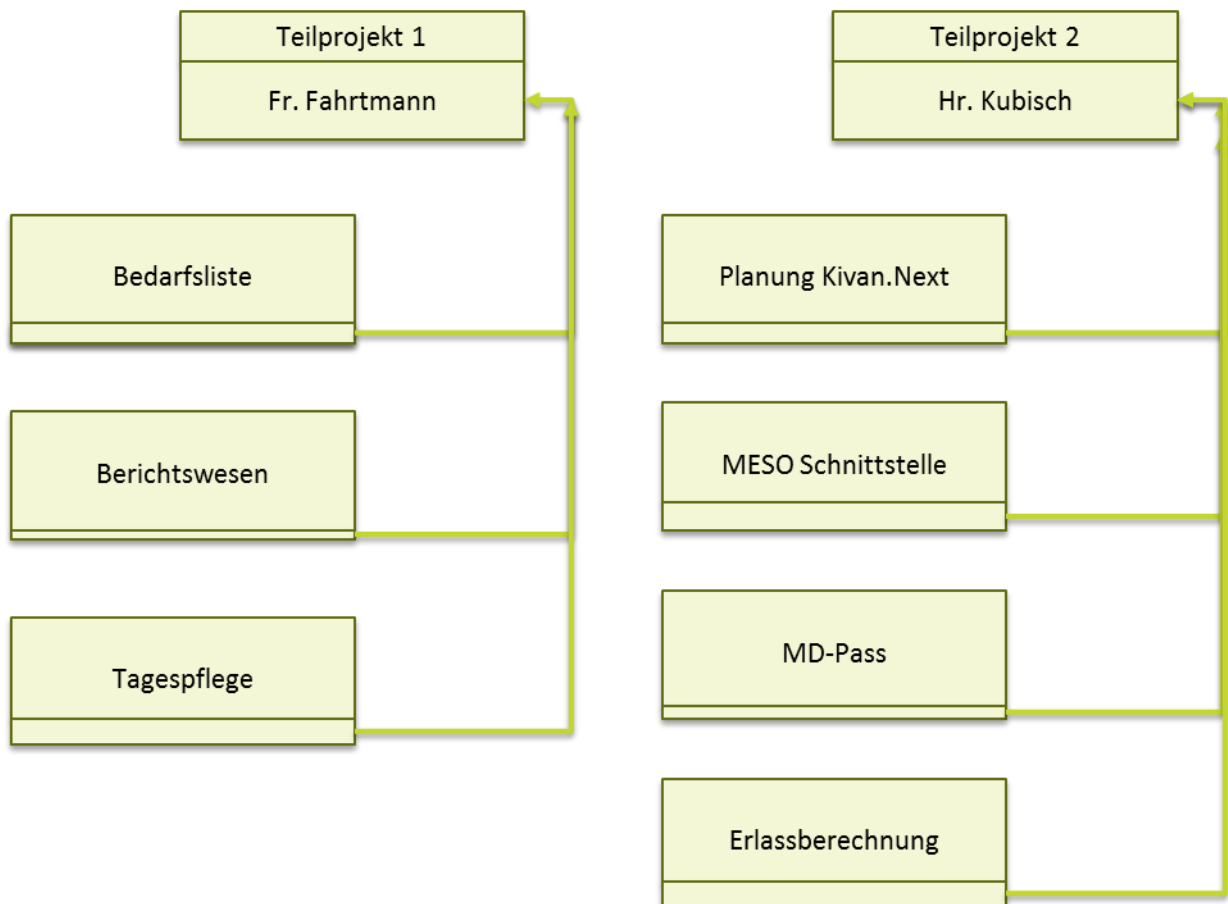 Teilprojekt 1
Fr. Fahrtmann
Bedarfsliste
Berichtswesen
Tagespflege
Teilprojekt 2
Hr. Kubisch
Planung Kivan.Next
MESO Schnittstelle
MD-Pass
Erlassberechnung